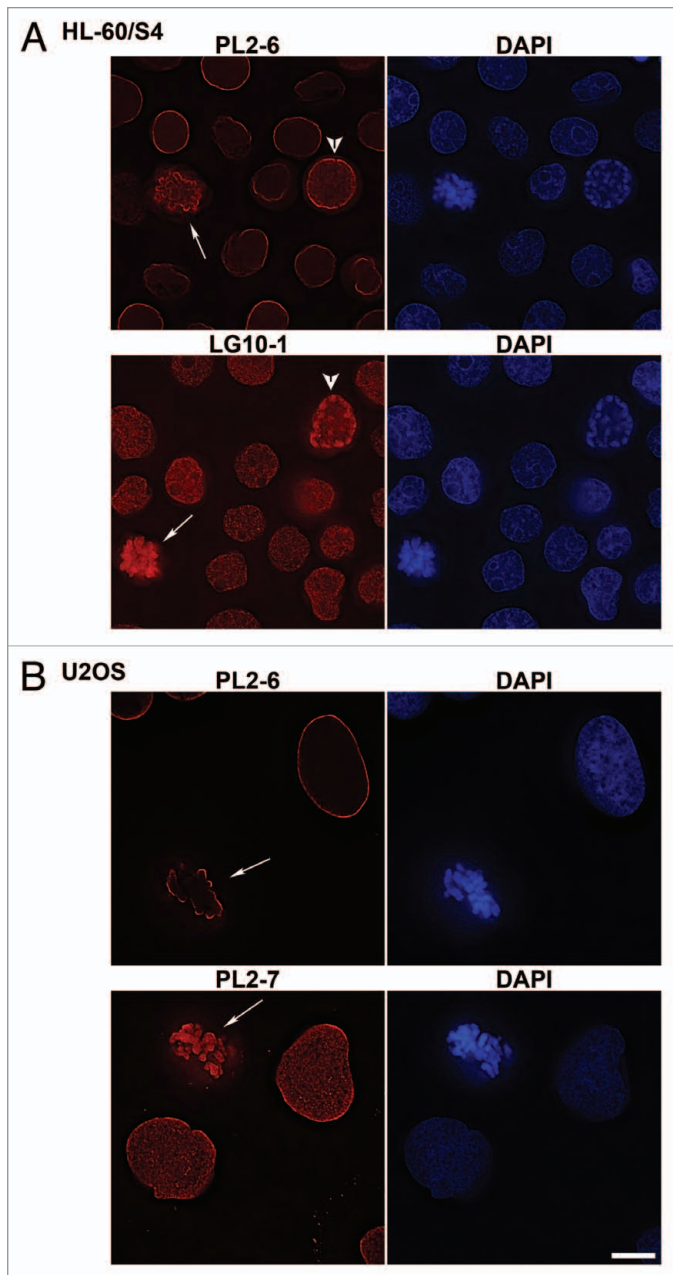 A HL-60/S4
PL2-6 DAPI
LG10-1 DAPI
B U2OS
PL2-6 DAPI
PL2-7 DAPI